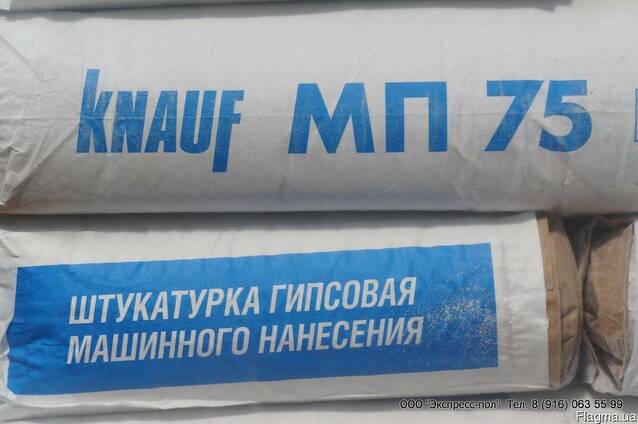 KNAUF МП 75
ШТУКАТУРКА ГИПСОВАЯ
МАШИННОГО НАНЕСЕНИЯ
ООО "Экспресс-пол" Тел. 8 (916) 063 55 99
Flagma.ua